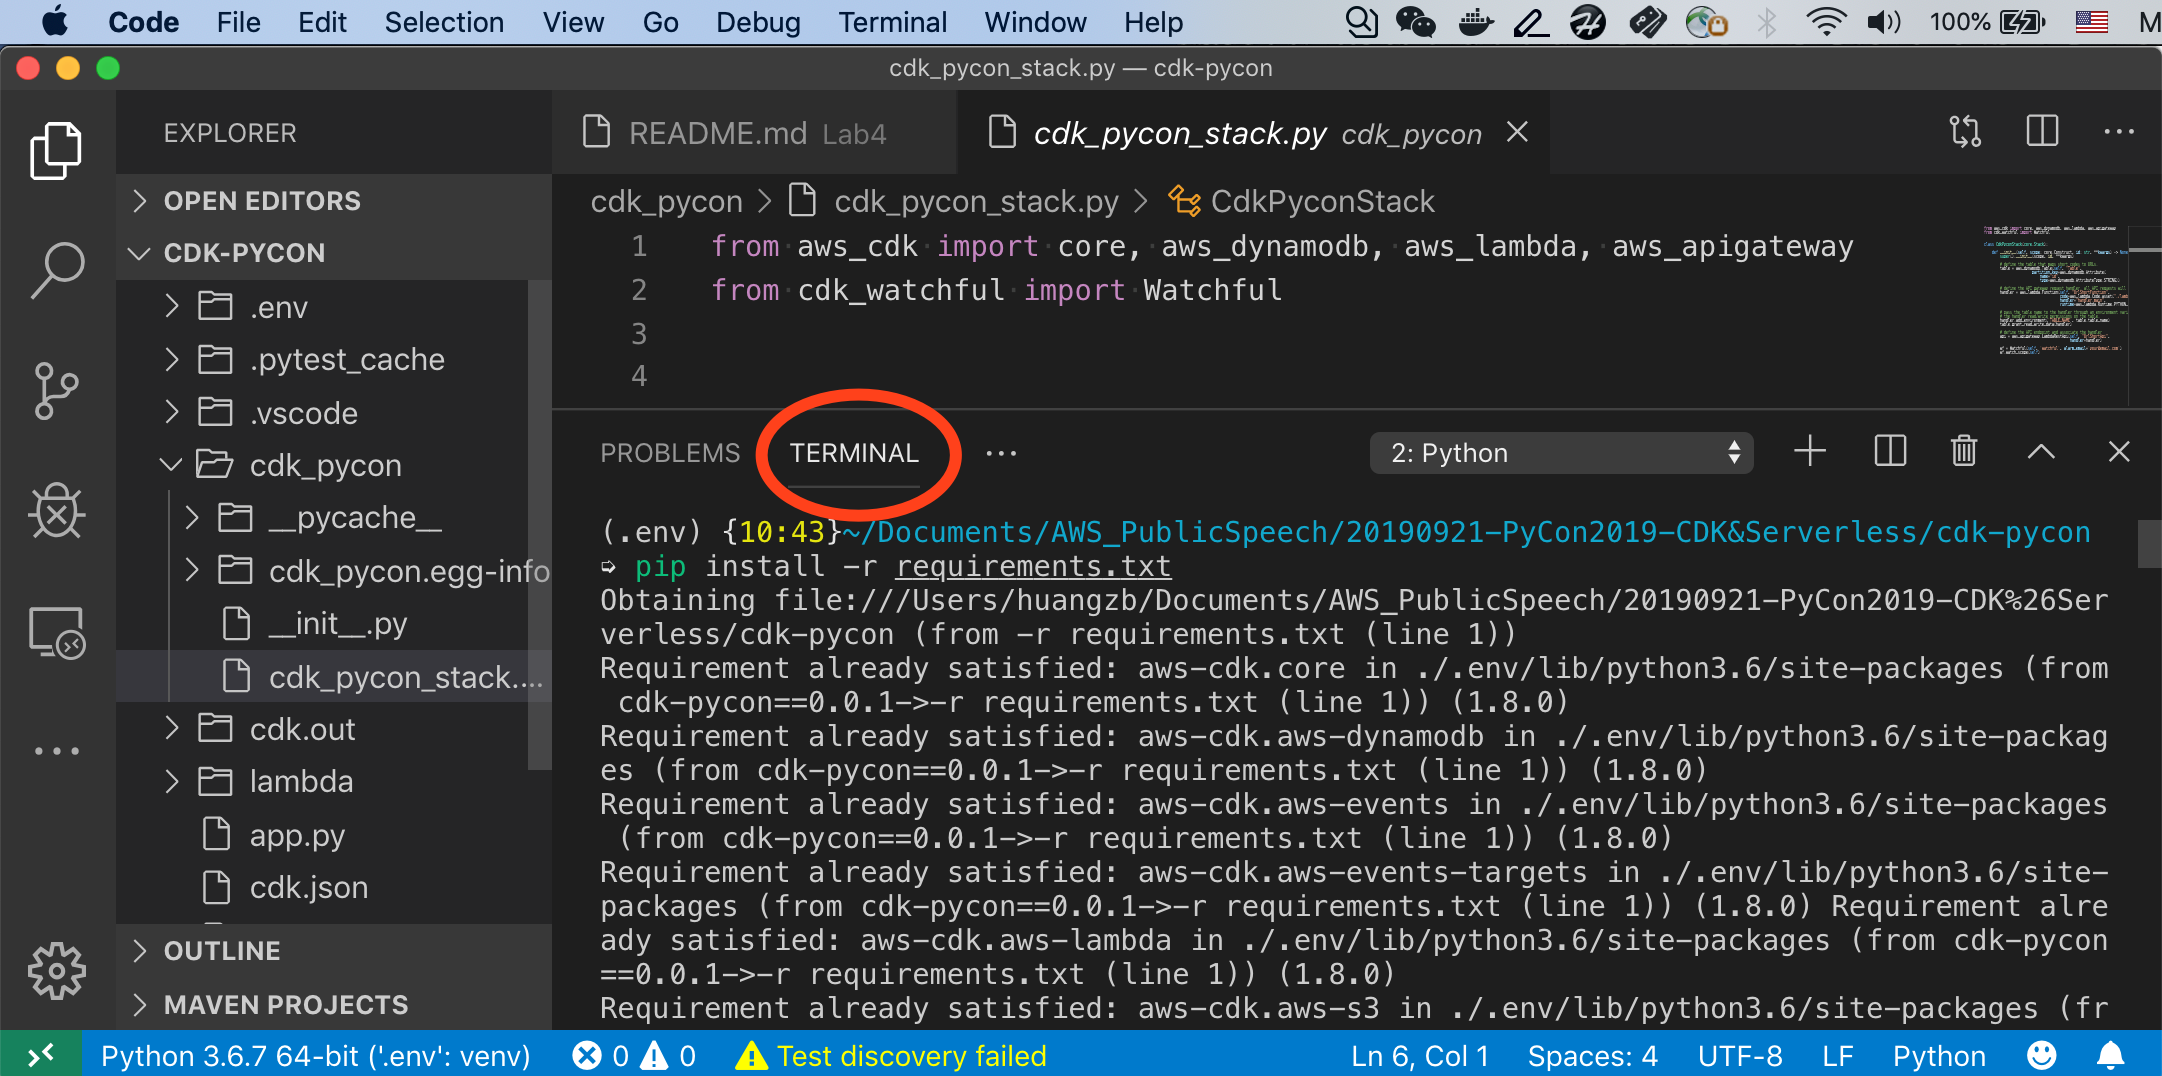 Code File Edit Selection View Go Debug Terminal Window Help 100%
cdk_pycon_stack.py — cdk-pycon
EXPLORER
OPEN EDITORS
CDK-PYCON
.env
.pytest_cache
.vscode
cdk_pycon
__pycache__
cdk_pycon.egg-info
__init__.py
cdk_pycon_stack....
cdk.out
lambda
app.py
cdk.json
OUTLINE
MAVEN PROJECTS
README.md Lab4
cdk_pycon_stack.py cdk_pycon
cdk_pycon > cdk_pycon_stack.py > CdkPyconStack
1 from aws_cdk import core, aws_dynamodb, aws_lambda, aws_apigateway
2 from cdk_watchful import Watchful
3
4
PROBLEMS TERMINAL ... 2: Python
(.env) {10:43}~/Documents/AWS_PublicSpeech/20190921-PyCon2019-CDK&Serverless/cdk-pycon
➭ pip install -r requirements.txt
Obtaining file:///Users/huangzb/Documents/AWS_PublicSpeech/20190921-PyCon2019-CDK%26Ser
verless/cdk-pycon (from -r requirements.txt (line 1))
Requirement already satisfied: aws-cdk.core in ./.env/lib/python3.6/site-packages (from
cdk-pycon==0.0.1->-r requirements.txt (line 1)) (1.8.0)
Requirement already satisfied: aws-cdk.aws-dynamodb in ./.env/lib/python3.6/site-packag
es (from cdk-pycon==0.0.1->-r requirements.txt (line 1)) (1.8.0)
Requirement already satisfied: aws-cdk.aws-events in ./.env/lib/python3.6/site-packages
(from cdk-pycon==0.0.1->-r requirements.txt (line 1)) (1.8.0)
Requirement already satisfied: aws-cdk.aws-events-targets in ./.env/lib/python3.6/site-
packages (from cdk-pycon==0.0.1->-r requirements.txt (line 1)) (1.8.0) Requirement alre
ady satisfied: aws-cdk.aws-lambda in ./.env/lib/python3.6/site-packages (from cdk-pycon
==0.0.1->-r requirements.txt (line 1)) (1.8.0)
Requirement already satisfied: aws-cdk.aws-s3 in ./.env/lib/python3.6/site-packages (fr
Python 3.6.7 64-bit ('.env': venv) 0 0 Test discovery failed Ln 6, Col 1 Spaces: 4 UTF-8 LF Python